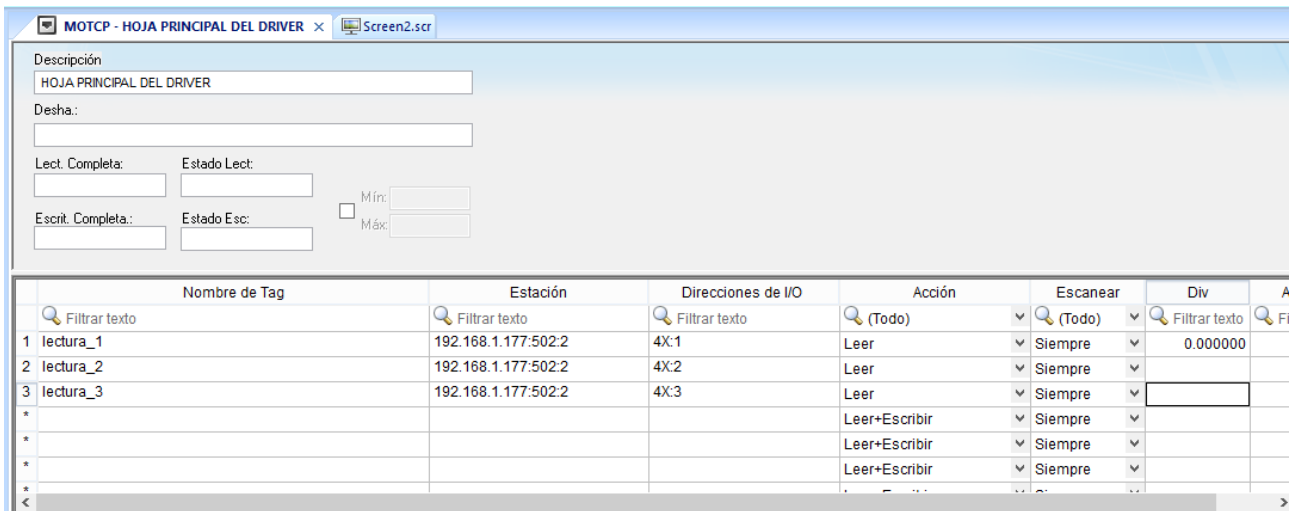 MOTCP - HOJA PRINCIPAL DEL DRIVER × Screen2.scr
Descripción
HOJA PRINCIPAL DEL DRIVER
Desha.:
Lect. Completa: Estado Lect:
Mín:
Escrit. Completa.: Estado Esc:
Máx:
Nombre de Tag Estación Direcciones de I/O Acción Escanear Div A
Filtrar texto Filtrar texto Filtrar texto (Todo) (Todo) Filtrar texto Fi
1 lectura_1 192.168.1.177:502:2 4X:1 Leer Siempre 0.000000
2 lectura_2 192.168.1.177:502:2 4X:2 Leer Siempre
3 lectura_3 192.168.1.177:502:2 4X:3 Leer Siempre
* Leer+Escribir Siempre
* Leer+Escribir Siempre
* Leer+Escribir Siempre
*